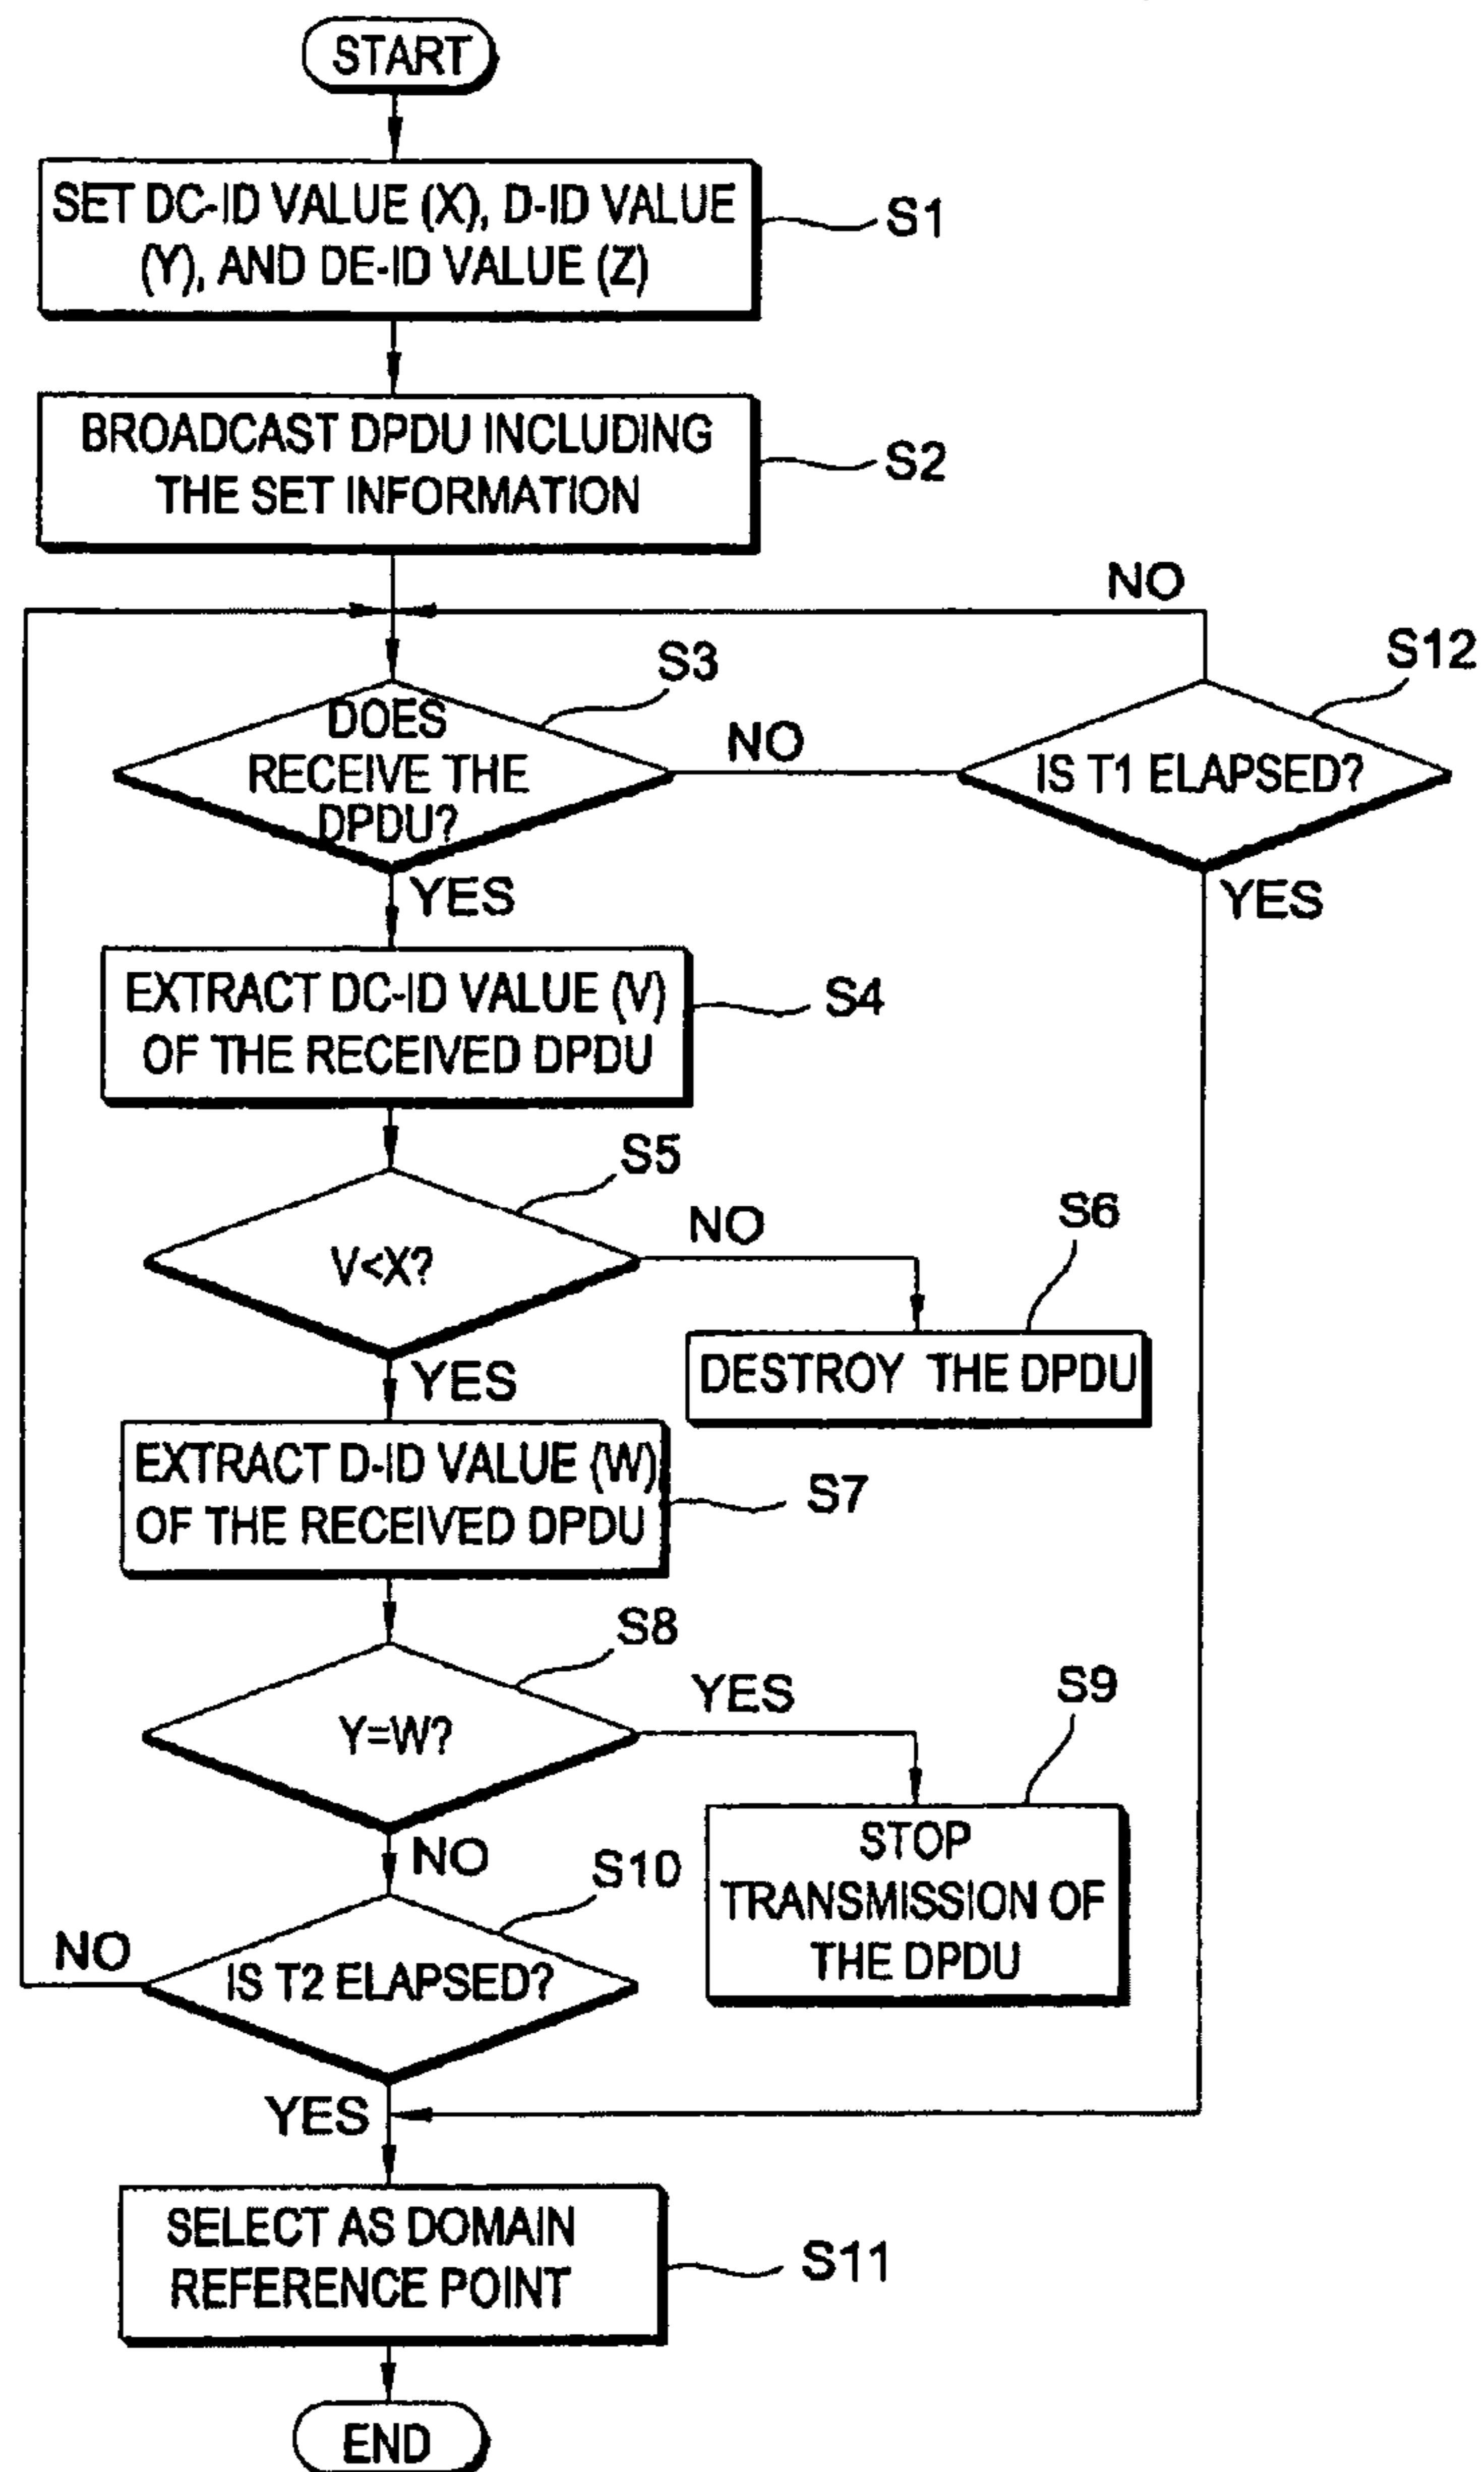 START
SET DC-ID VALUE (X), D-ID VALUE
(Y), AND DE-ID VALUE (Z)
S1
BROADCAST DPDU INCLUDING
THE SET INFORMATION
S2
NO
S3
S12
DOES
RECEIVE THE
DPDU?
NO
IS T1 ELAPSED?
YES
YES
EXTRACT DC-ID VALUE (V)
OF THE RECEIVED DPDU
S4
S5
V<X?
NO
S6
DESTROY THE DPDU
YES
EXTRACT D-ID VALUE (W)
OF THE RECEIVED DPDU
S7
S8
Y=W?
YES
S9
STOP
TRANSMISSION OF
THE DPDU
NO
S10
NO
IS T2 ELAPSED?
YES
SELECT AS DOMAIN
REFERENCE POINT
S11
END